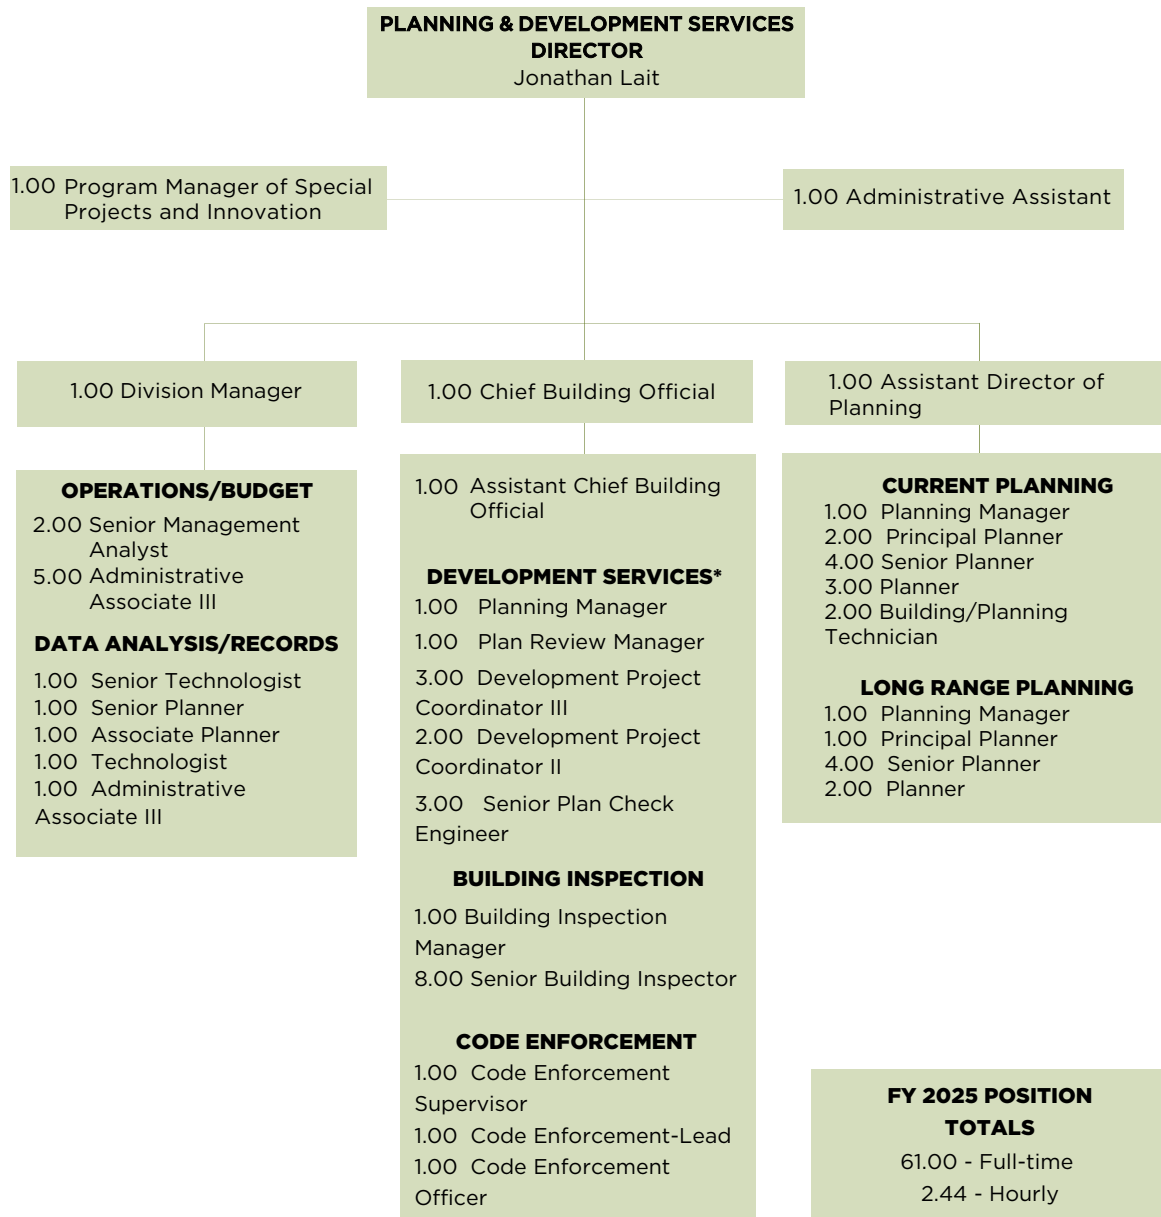 PLANNING & DEVELOPMENT SERVICES
DIRECTOR
Jonathan Lait
1.00 Program Manager of Special
Projects and Innovation
1.00 Administrative Assistant
1.00 Division Manager
OPERATIONS/BUDGET
2.00 Senior Management
Analyst
5.00 Administrative
Associate III
DATA ANALYSIS/RECORDS
1.00 Senior Technologist
1.00 Senior Planner
1.00 Associate Planner
1.00 Technologist
1.00 Administrative
Associate III
1.00 Chief Building Official
1.00 Assistant Chief Building
Official
DEVELOPMENT SERVICES*
1.00 Planning Manager
1.00 Plan Review Manager
3.00 Development Project
Coordinator III
2.00 Development Project
Coordinator II
3.00 Senior Plan Check
Engineer
BUILDING INSPECTION
1.00 Building Inspection
Manager
8.00 Senior Building Inspector
CODE ENFORCEMENT
1.00 Code Enforcement
Supervisor
1.00 Code Enforcement-Lead
1.00 Code Enforcement
Officer
1.00 Assistant Director of
Planning
CURRENT PLANNING
1.00 Planning Manager
2.00 Principal Planner
4.00 Senior Planner
3.00 Planner
2.00 Building/Planning
Technician
LONG RANGE PLANNING
1.00 Planning Manager
1.00 Principal Planner
4.00 Senior Planner
2.00 Planner
FY 2025 POSITION
TOTALS
61.00 - Full-time
2.44 - Hourly